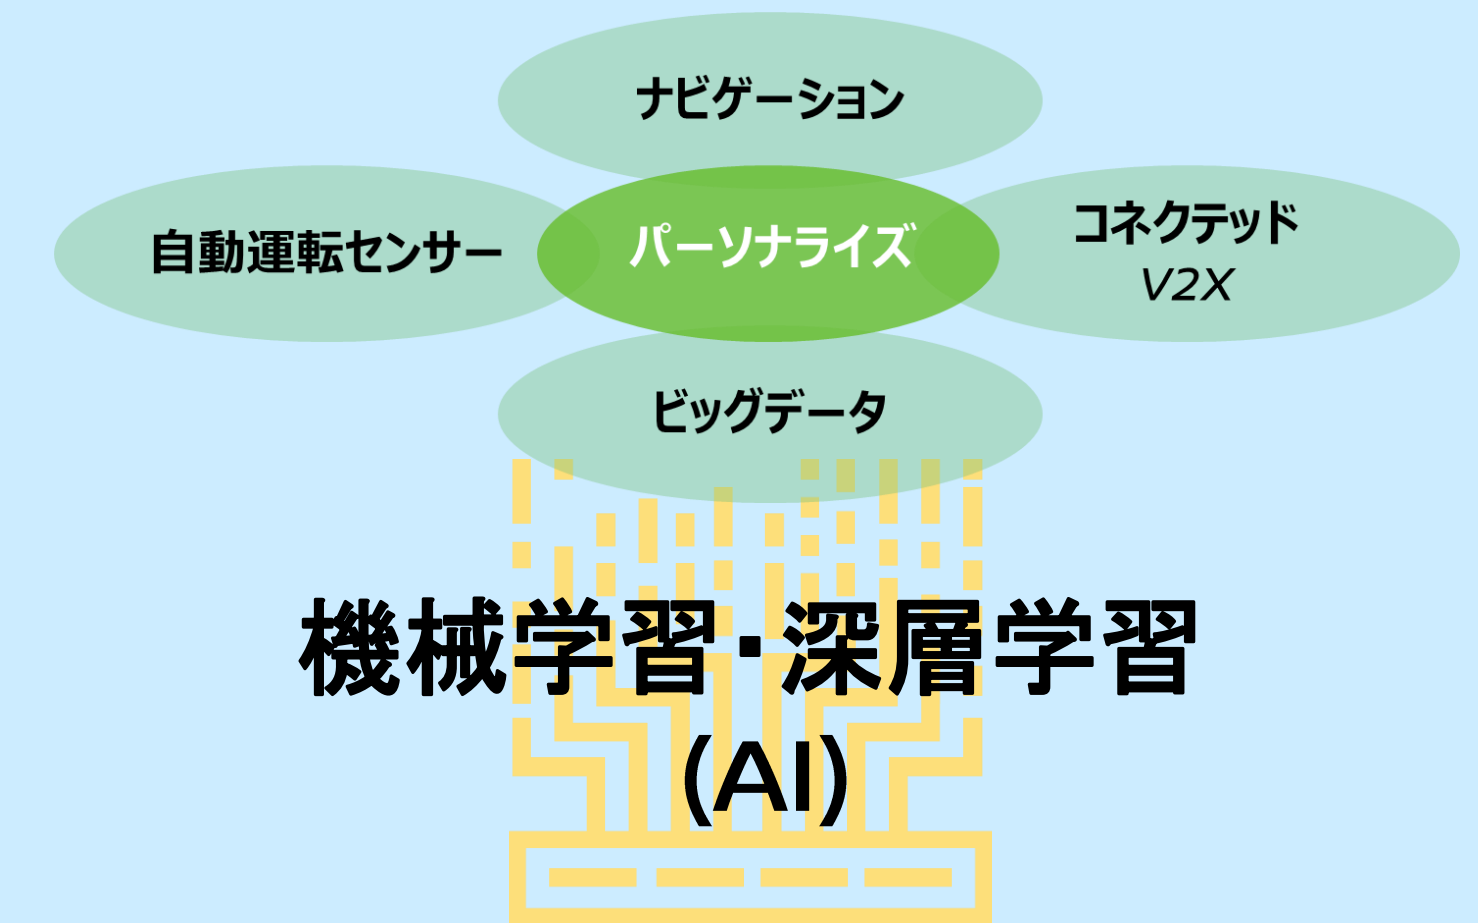 ナビゲーション
自動運転センサー
パーソナライズ
コネクテッド
V2X
ビッグデータ
機械学習・深層学習
(AI)